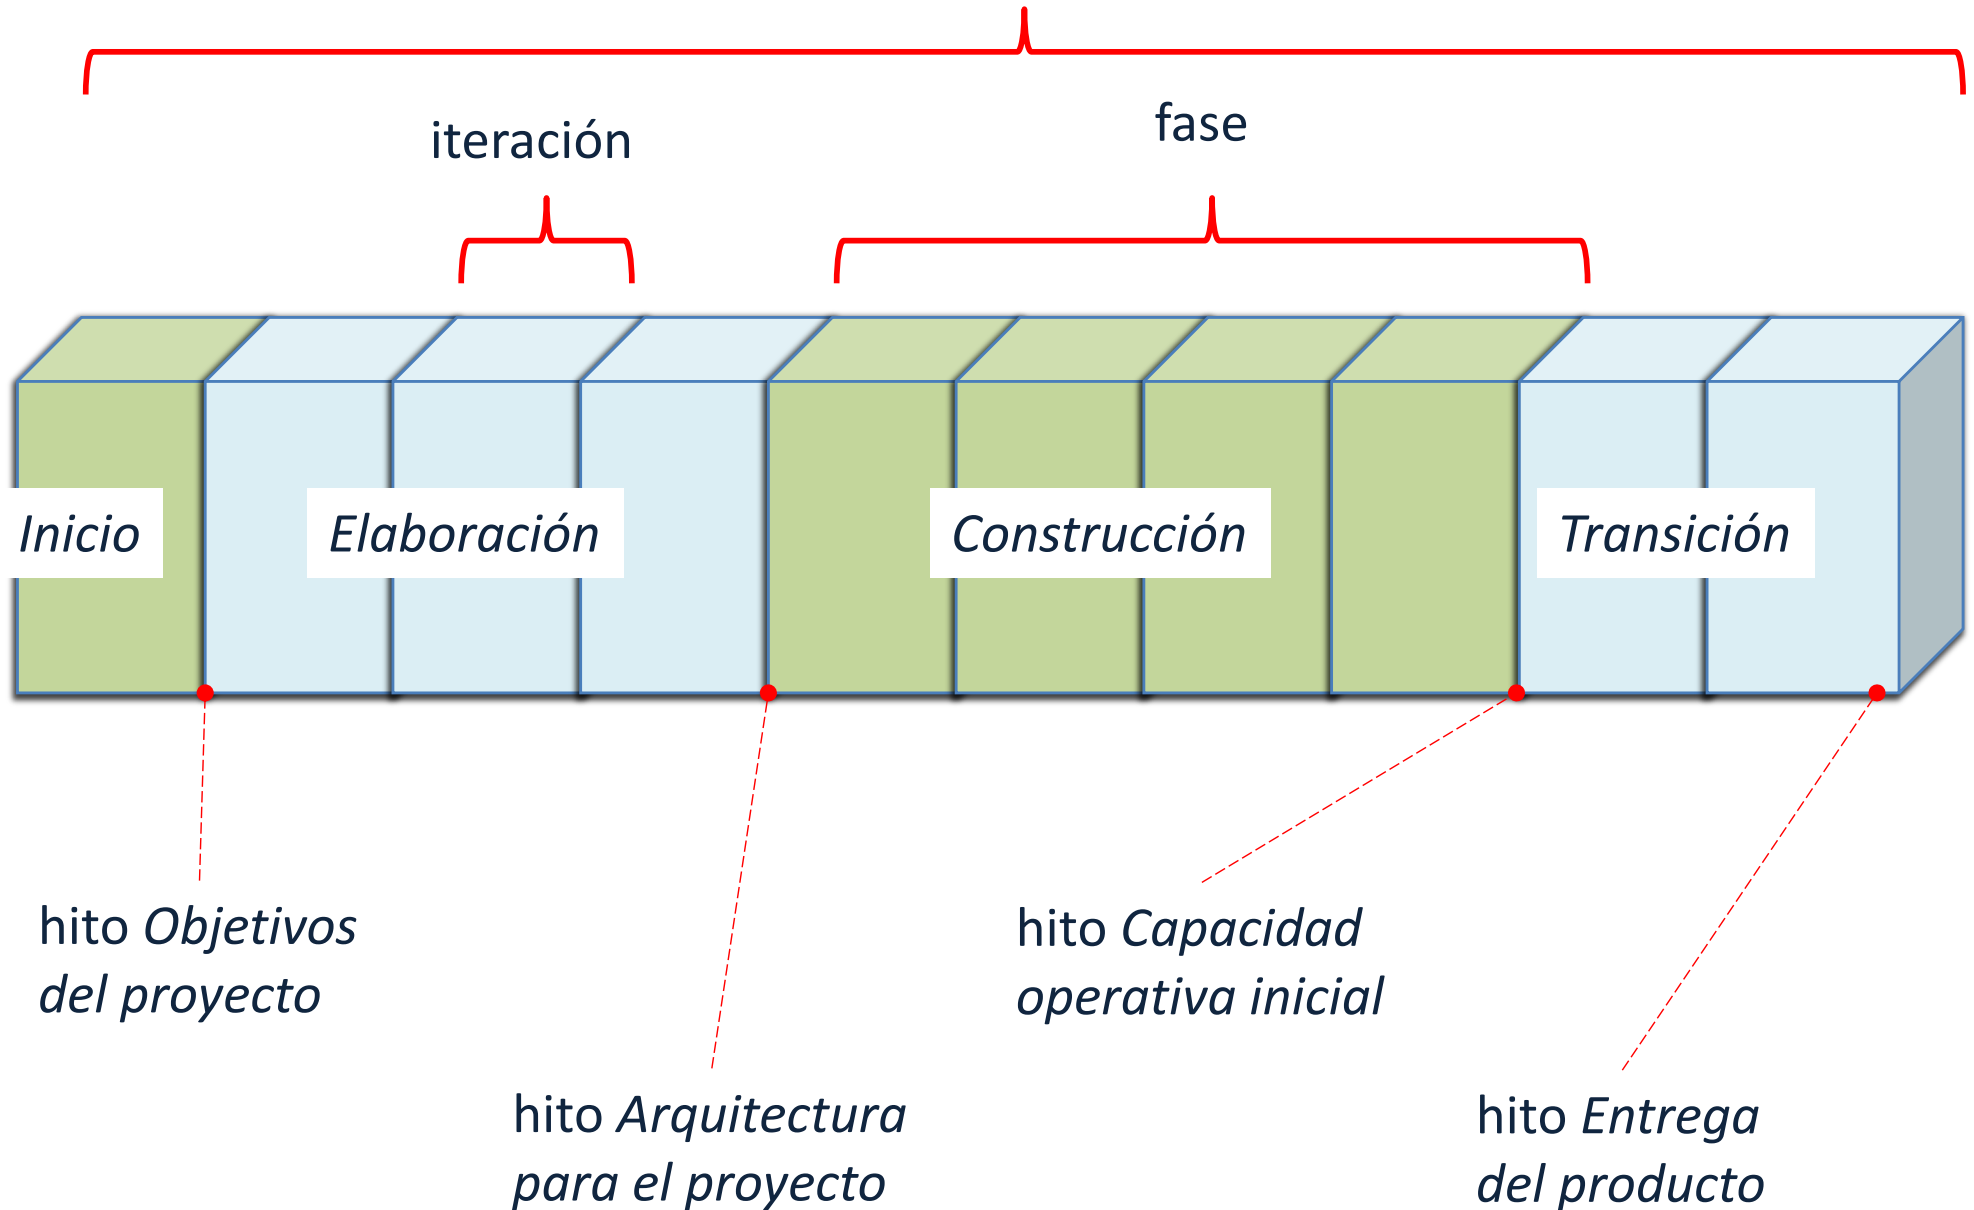 iteración
fase
Inicio
Elaboración
Construcción
Transición
hito Objetivos
del proyecto
hito Arquitectura
para el proyecto
hito Capacidad
operativa inicial
hito Entrega
del producto